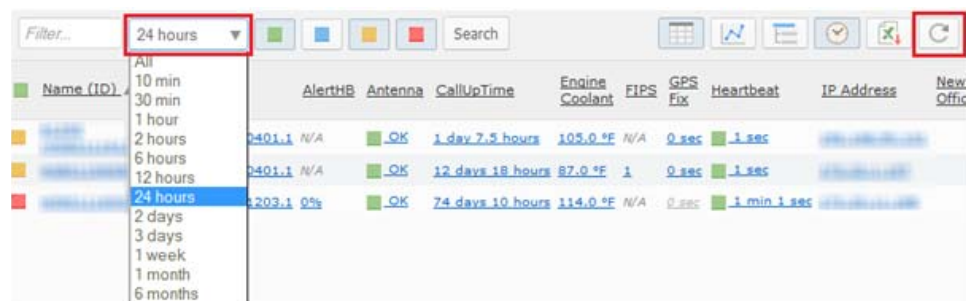 Filter... 24 hours Search
Name (ID) AlertHB Antenna CallUpTime Engine Coolant FIPS GPS Fix Heartbeat IP Address New Offic
All
10 min
30 min
1 hour
2 hours
6 hours
12 hours
24 hours
2 days
3 days
1 week
1 month
6 months
0401.1 N/A OK 1 day 7.5 hours 105.0 °F N/A 0 sec 1 sec
0401.1 N/A OK 12 days 18 hours 87.0 °F 1 0 sec 1 sec
1203.1 0% OK 74 days 10 hours 114.0 °F N/A 0 sec 1 min 1 sec